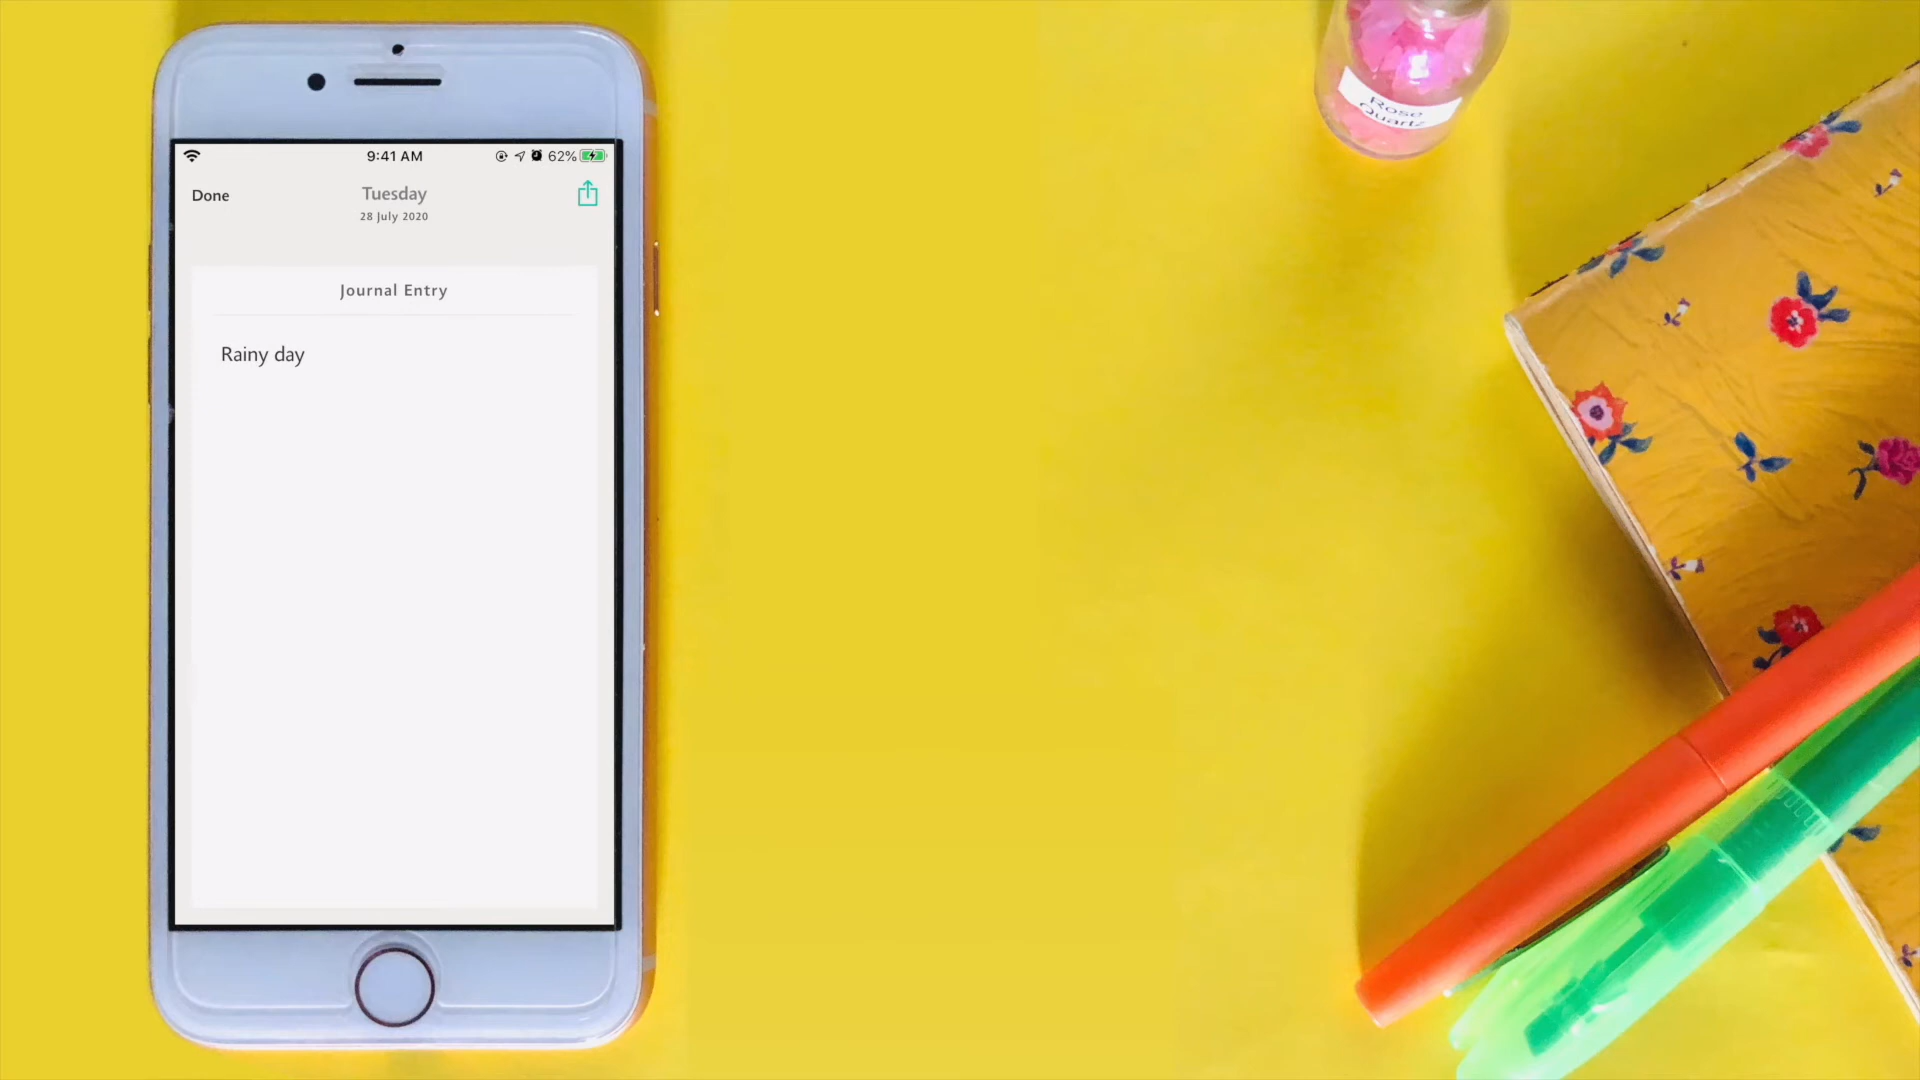 9:41 AM
62%
Done
Tuesday
28 July 2020
Journal Entry
Rainy day
Rose
Quartz